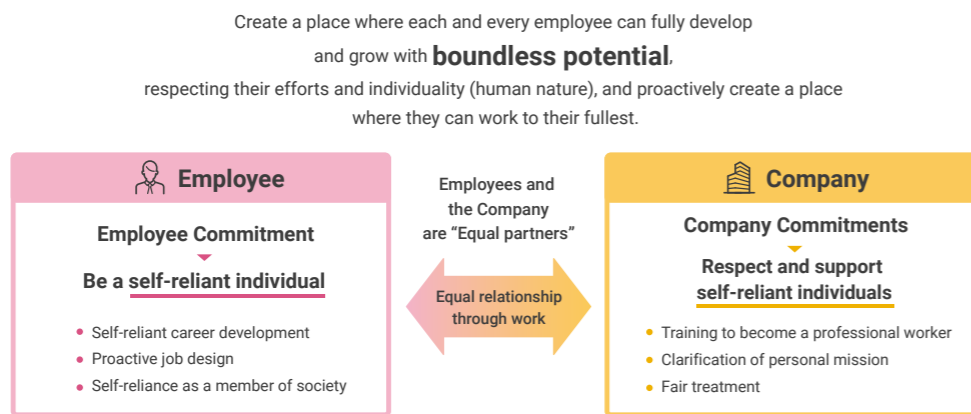 Create a place where each and every employee can fully develop
and grow with boundless potential,
respecting their efforts and individuality (human nature), and proactively create a place
where they can work to their fullest.
Employee
Employee Commitment
Be a self-reliant individual
Self-reliant career development
Proactive job design
Self-reliance as a member of society
Employees and
the Company
are “Equal partners”
Equal relationship
through work
Company
Company Commitments
Respect and support
self-reliant individuals
Training to become a professional worker
Clarification of personal mission
Fair treatment